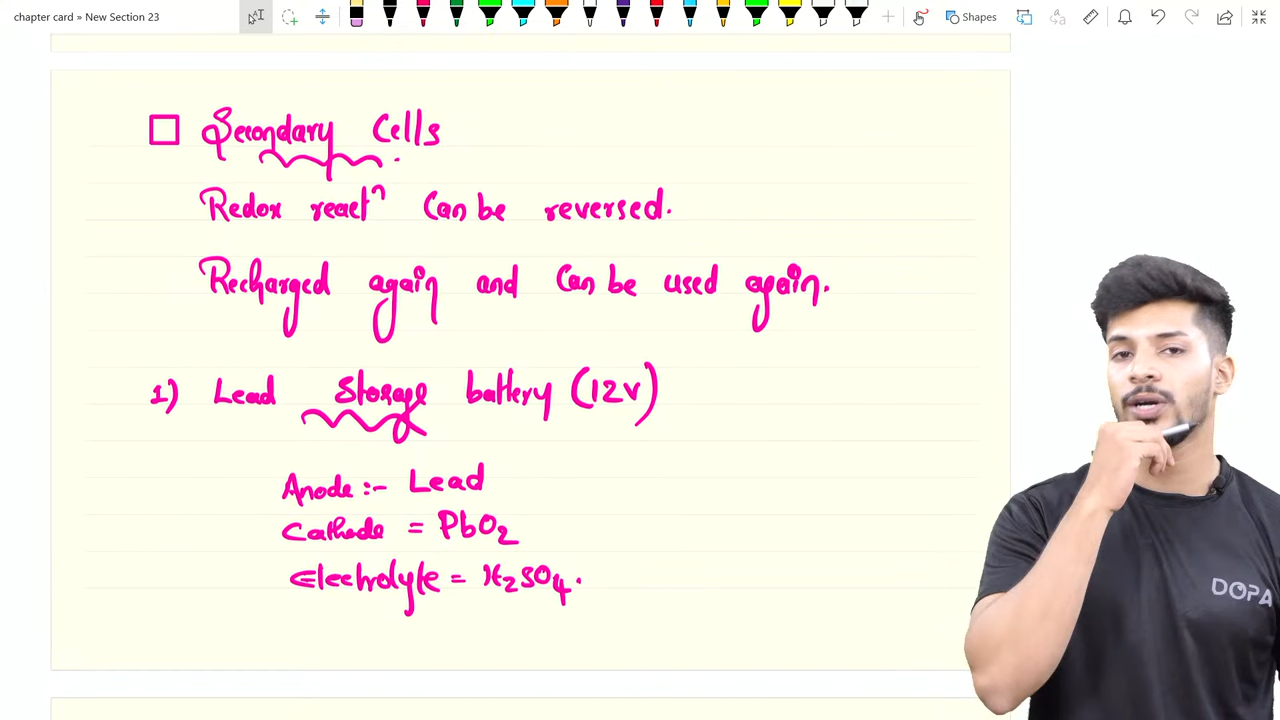 chapter card » New Section 23
Shapes
Secondary Cells
Redox reactⁿ Can be reversed.
Recharged again and Can be used again.
1) Lead Storage battery (12V)
Anode :- Lead
Cathode = PbO₂
Electrolyte = H₂SO₄.
DOPA